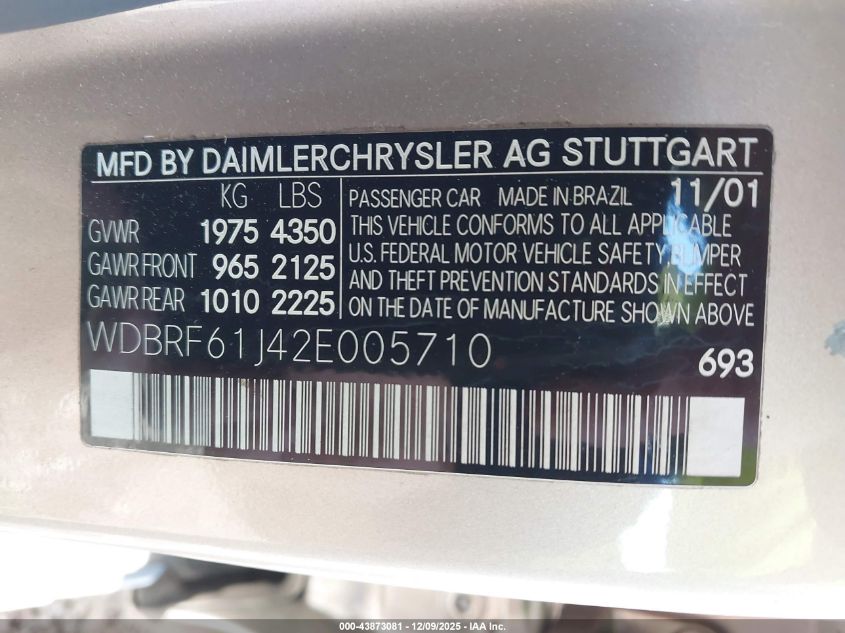 MFD BY DAIMLERCHRYSLER AG STUTTGART
KG LBS
GVWR 1975 4350
GAWR FRONT 965 2125
GAWR REAR 1010 2225
PASSENGER CAR MADE IN BRAZIL 11/01
THIS VEHICLE CONFORMS TO ALL APPLICABLE
U.S. FEDERAL MOTOR VEHICLE SAFETY BUMPER
AND THEFT PREVENTION STANDARDS IN EFFECT
ON THE DATE OF MANUFACTURE SHOWN ABOVE
WDBRF61J42E005710
693
000-43873081 - 12/09/2025 - IAA Inc.